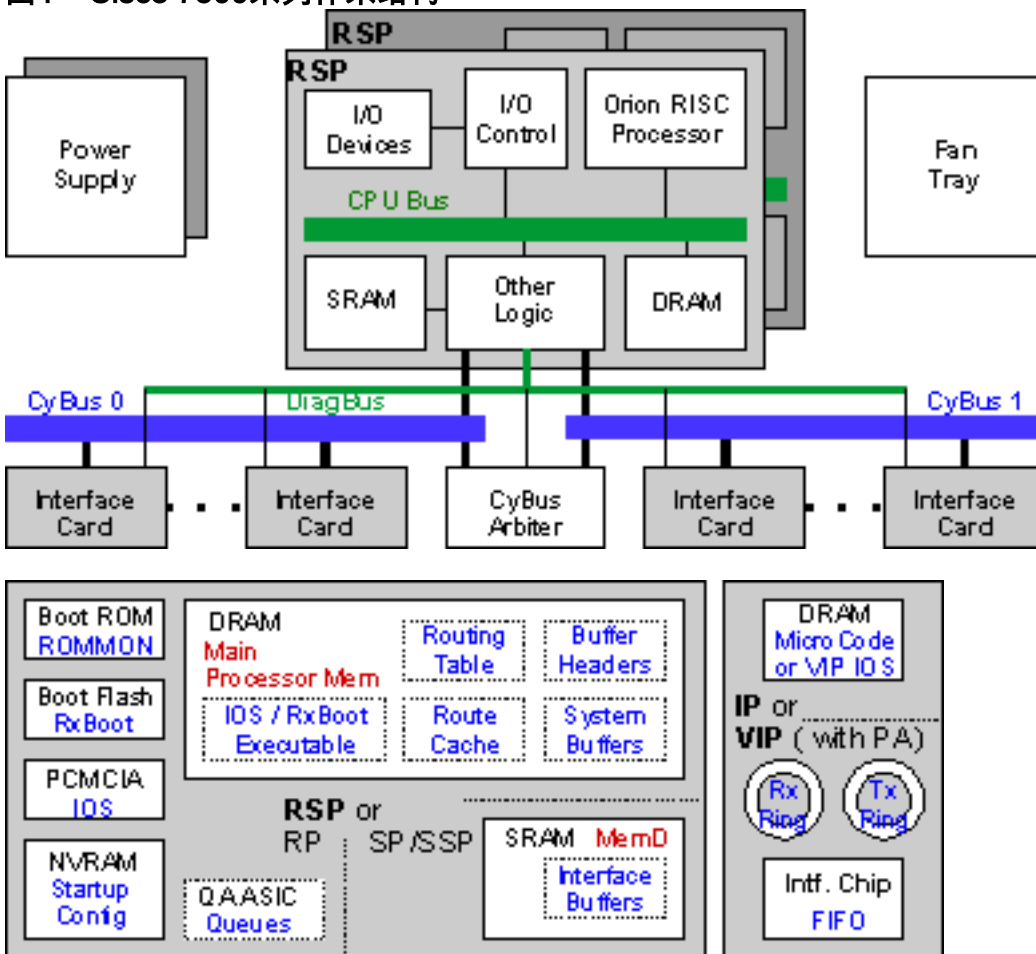 RSP
RSP
I/O
Devices
I/O
Control
Orion RISC
Processor
Power
Supply
Fan
Tray
CPU Bus
SRAM
Other
Logic
DRAM
CyBus 0
DiagBus
CyBus 1
Interface
Card
Interface
Card
CyBus
Arbiter
Interface
Card
Interface
Card
Boot ROM
ROMMON
Boot Flash
RxBoot
PCMCIA
IOS
NVRAM
Startup
Config
DRAM
Main
Processor Mem
Routing
Table
Buffer
Headers
IOS / RxBoot
Executable
Route
Cache
System
Buffers
RSP or
RP
SP/SSP
QAASIC
Queues
SRAM MemD
Interface
Buffers
DRAM
Micro Code
or VIP IOS
IP or
VIP ( with PA)
Rx
Ring
Tx
Ring
Intf. Chip
FIFO